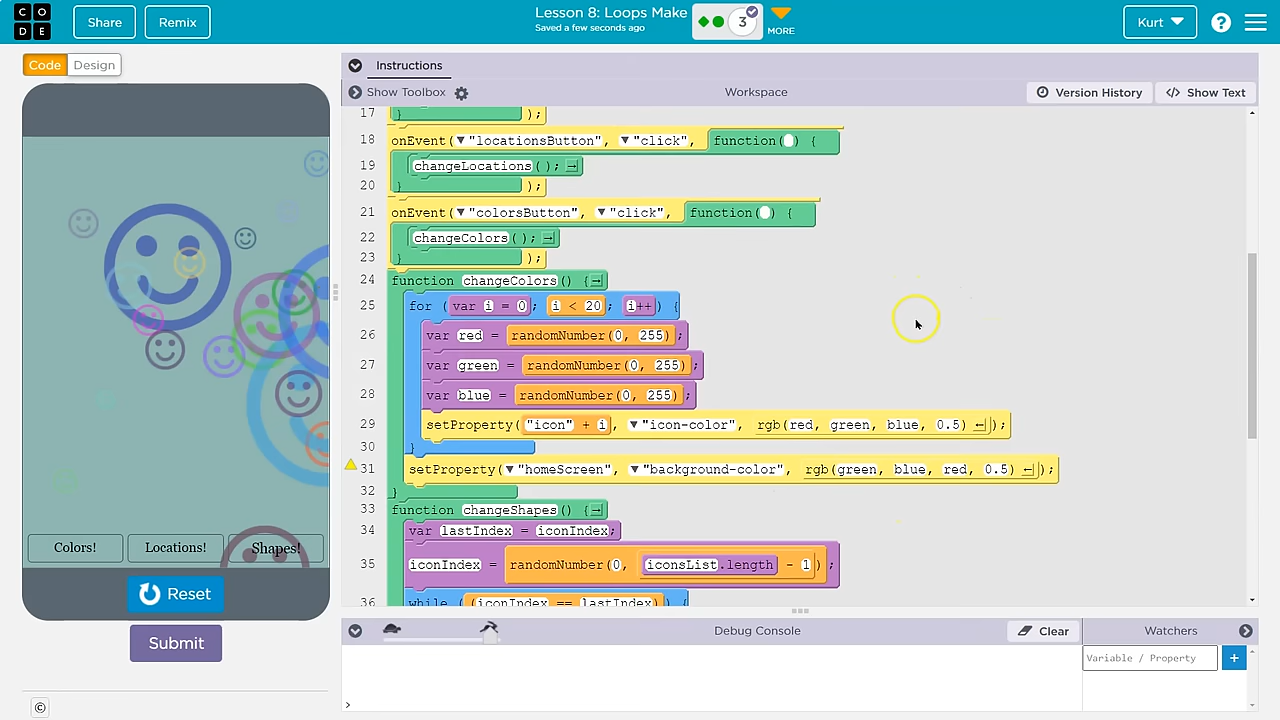 C O
D E
Share
Remix
Lesson 8: Loops Make
Saved a few seconds ago
3
MORE
Kurt
?
Code
Design
Instructions
Show Toolbox
Workspace
Version History
</> Show Text
17 } );
18 onEvent( "locationsButton", "click", function( ) {
19 changeLocations( );
20 } );
21 onEvent( "colorsButton", "click", function( ) {
22 changeColors( );
23 } );
24 function changeColors() {
25 for (var i = 0; i < 20; i++) {
26 var red = randomNumber(0, 255);
27 var green = randomNumber(0, 255);
28 var blue = randomNumber(0, 255);
29 setProperty("icon" + i, "icon-color", rgb(red, green, blue, 0.5));
30 }
31 setProperty("homeScreen", "background-color", rgb(green, blue, red, 0.5));
32 }
33 function changeShapes() {
34 var lastIndex = iconIndex;
35 iconIndex = randomNumber(0, iconsList.length - 1);
36 while ((iconIndex == lastIndex)) {
Colors!
Locations!
Shapes!
Reset
Submit
Debug Console
Clear
Watchers
Variable / Property
+
>
©